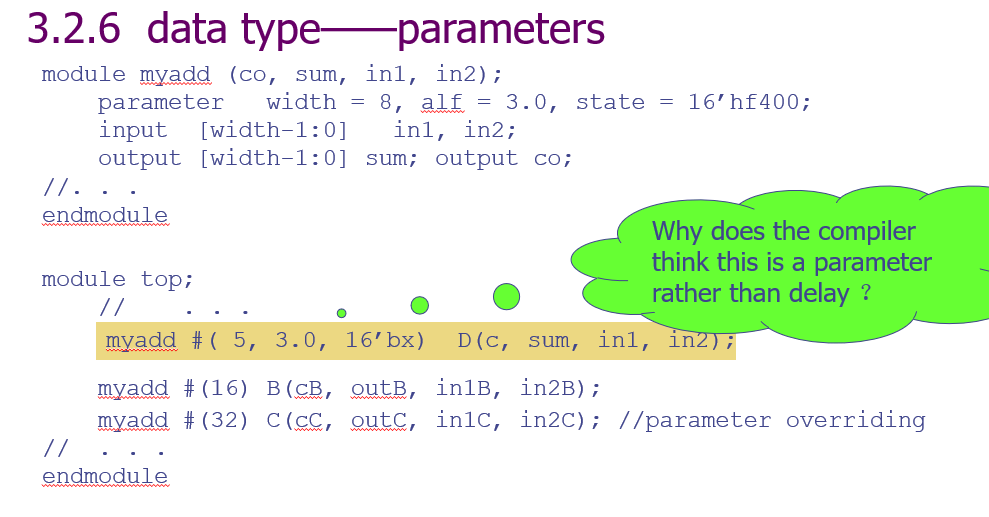 3.2.6 data type——parameters
module myadd (co, sum, in1, in2);
parameter width = 8, alf = 3.0, state = 16’hf400;
input [width-1:0] in1, in2;
output [width-1:0] sum; output co;
//. . .
endmodule
Why does the compiler
think this is a parameter
rather than delay ？
module top;
// . . .
myadd #( 5, 3.0, 16’bx) D(c, sum, in1, in2);
myadd #(16) B(cB, outB, in1B, in2B);
myadd #(32) C(cC, outC, in1C, in2C); //parameter overriding
// . . .
endmodule